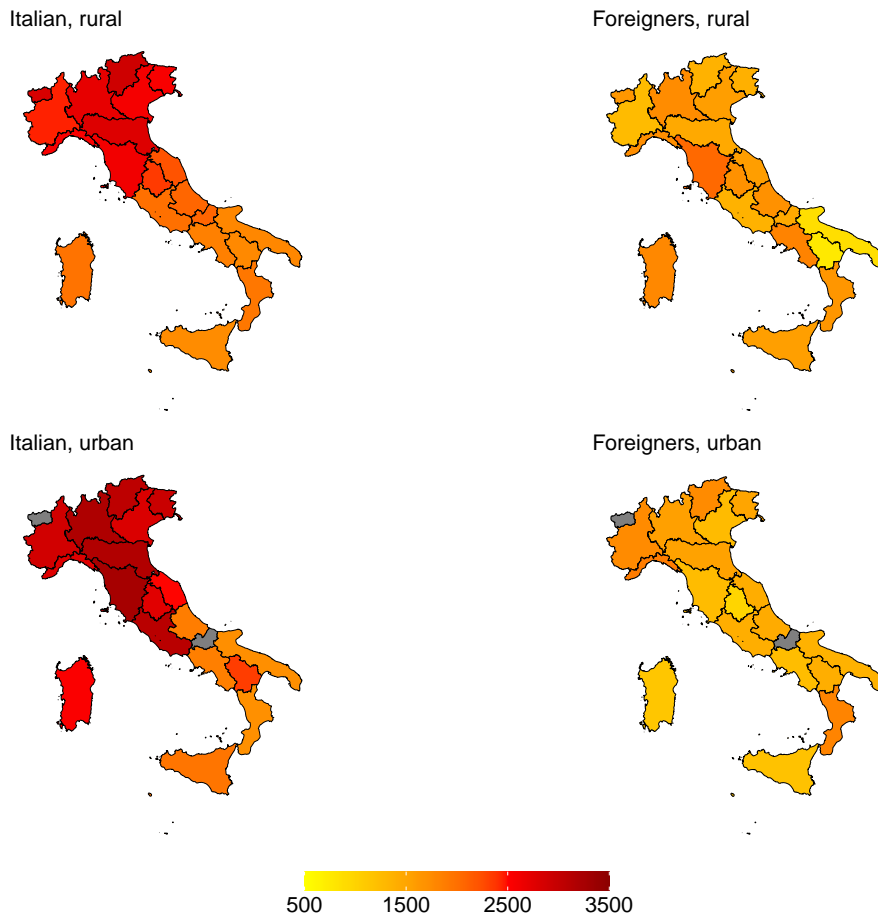 Italian, rural
Foreigners, rural
Italian, urban
Foreigners, urban
500 1500 2500 3500